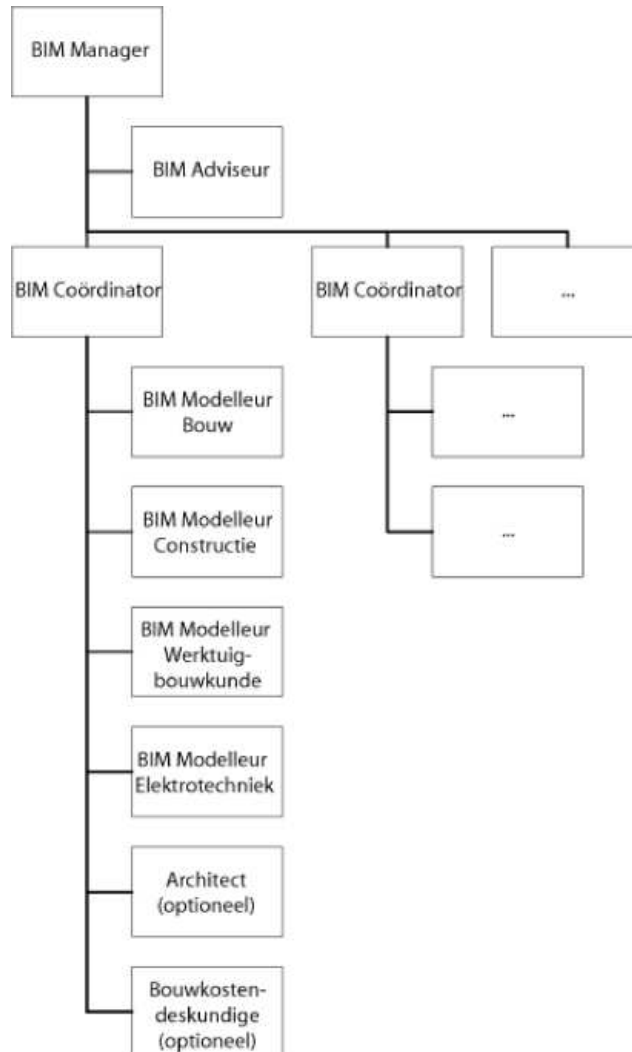 BIM Manager
BIM Adviseur
BIM Coördinator
BIM Coördinator
...
BIM Modelleur
Bouw
...
BIM Modelleur
Constructie
...
BIM Modelleur
Werktuig-
bouwkunde
BIM Modelleur
Elektrotechniek
Architect
(optioneel)
Bouwkosten-
deskundige
(optioneel)